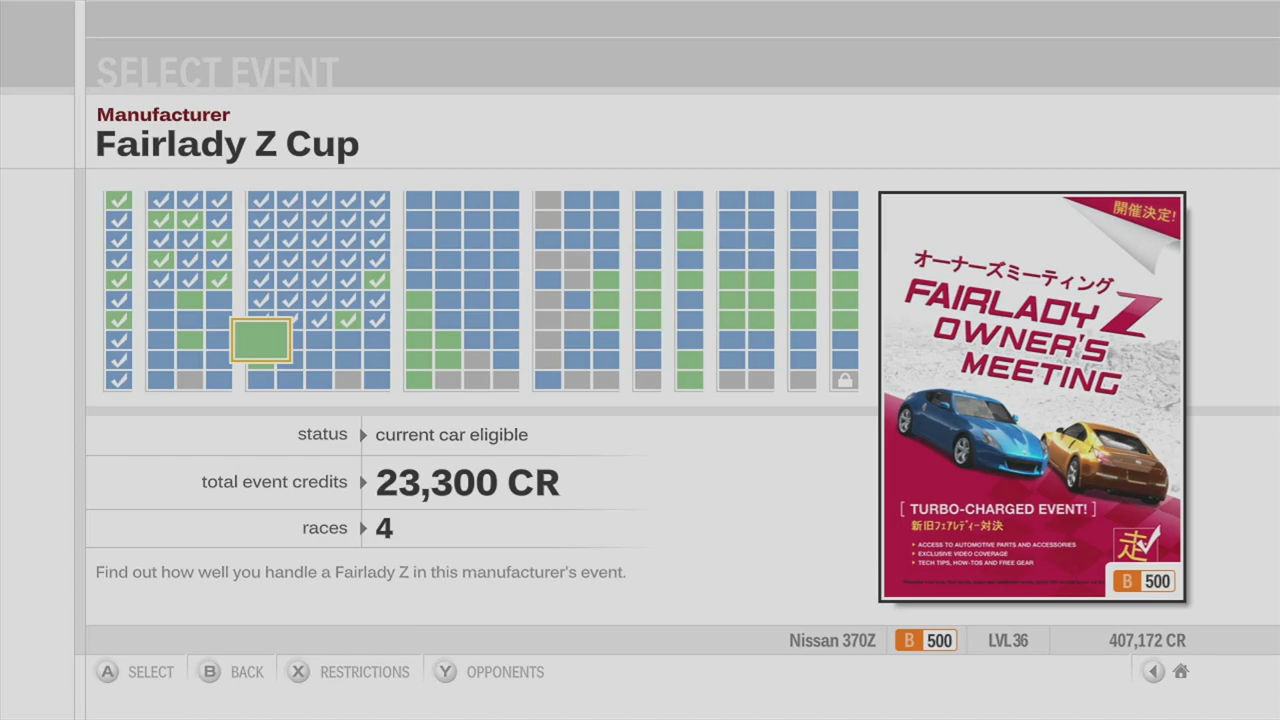 SELECT EVENT
Manufacturer
Fairlady Z Cup
開催決定!
オーナーズミーティング
FAIRLADY Z
OWNER'S
MEETING
[ TURBO-CHARGED EVENT! ]
新旧フェアレディー対決
ACCESS TO AUTOMOTIVE PARTS AND ACCESSORIES
EXCLUSIVE VIDEO COVERAGE
TECH TIPS, HOW-TOS AND FREE GEAR
走
B 500
status current car eligible
total event credits 23,300 CR
races 4
Find out how well you handle a Fairlady Z in this manufacturer's event.
Nissan 370Z B 500 LVL 36 407,172 CR
A SELECT B BACK X RESTRICTIONS Y OPPONENTS